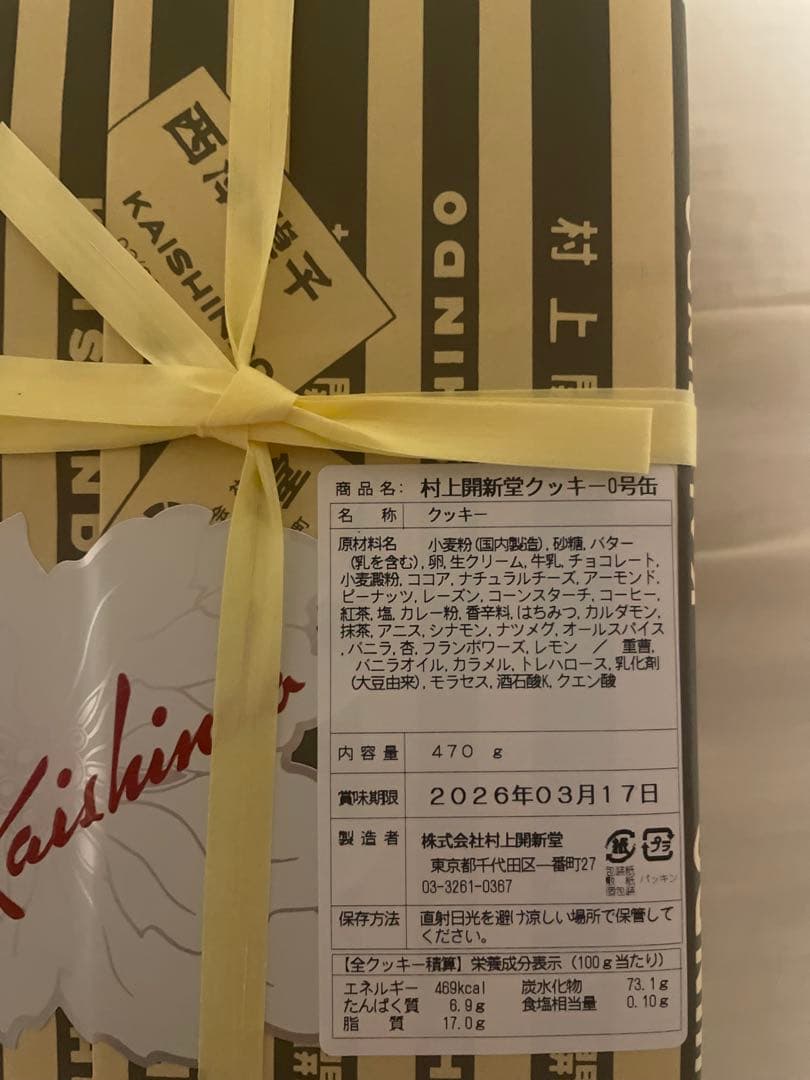 西洋菓子
KAISHINDO
村上開
Kaishindo
商品名: 村上開新堂クッキー0号缶
名 称 クッキー
原材料名 小麦粉(国内製造), 砂糖, バター
(乳を含む), 卵, 生クリーム, 牛乳, チョコレート,
小麦澱粉, ココア, ナチュラルチーズ, アーモンド,
ピーナッツ, レーズン, コーンスターチ, コーヒー,
紅茶, 塩, カレー粉, 香辛料, はちみつ, カルダモン,
抹茶, アニス, シナモン, ナツメグ, オールスパイス
, バニラ, 杏, フランボワーズ, レモン / 重曹,
バニラオイル, カラメル, トレハロース, 乳化剤
(大豆由来), モラセス, 酒石酸K, クエン酸
内容量 470 g
賞味期限 2026年03月17日
製造者 株式会社村上開新堂
東京都千代田区一番町27
03-3261-0367
紙 プラ
包装紙
敷 紙 パッキン
個包装
保存方法 直射日光を避け涼しい場所で保管して
ください。
【全クッキー積算】栄養成分表示(100g当たり)
エネルギー 469kcal 炭水化物 73.1g
たんぱく質 6.9g 食塩相当量 0.10g
脂 質 17.0g